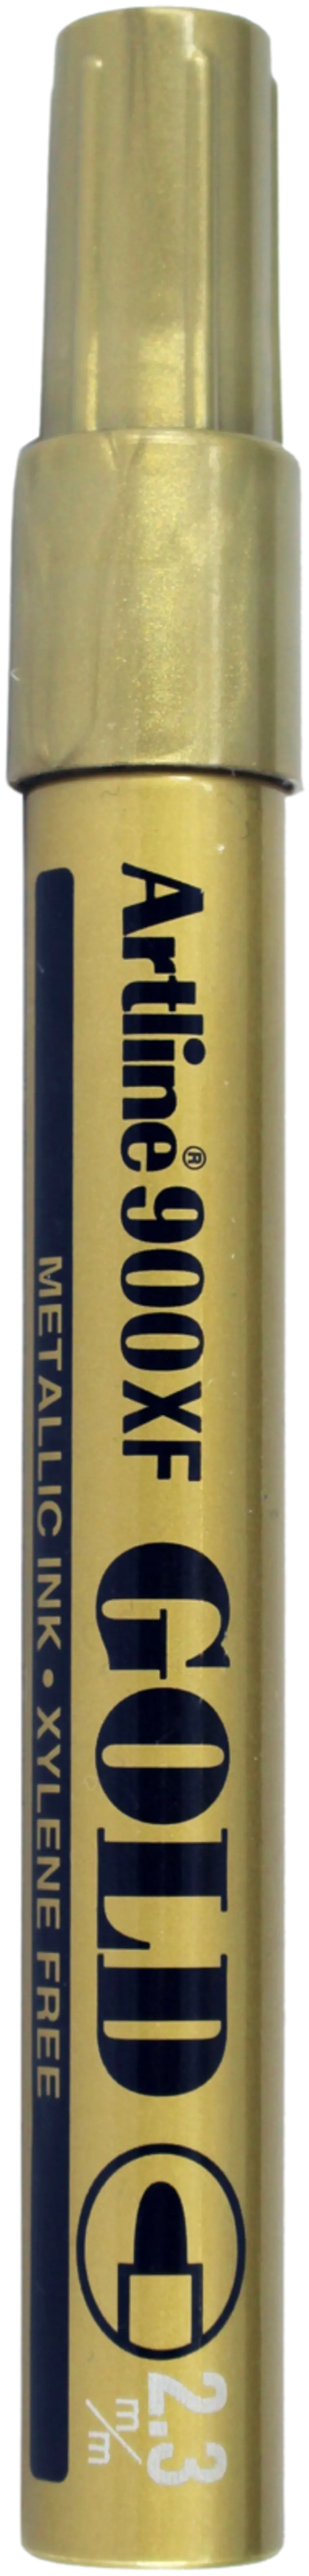 Artline® 900XF GOLD 2.3 m/m
METALLIC INK • XYLENE FREE